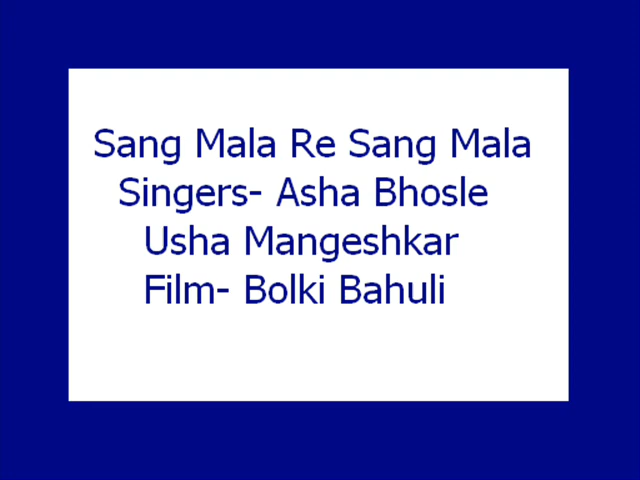 Sang Mala Re Sang Mala
Singers- Asha Bhosle
Usha Mangeshkar
Film- Bolki Bahuli